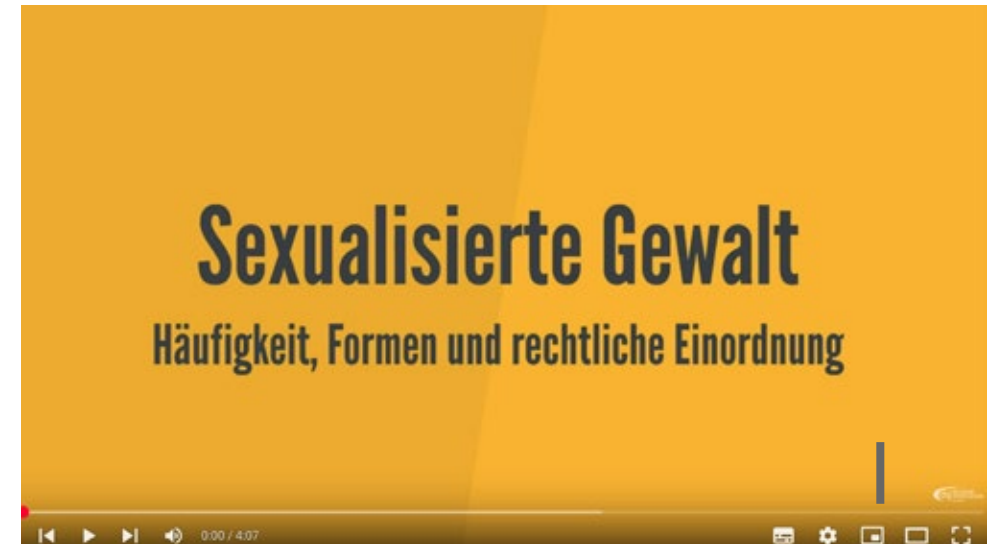 Sexualisierte Gewalt
Häufigkeit, Formen und rechtliche Einordnung
0:00 / 4:07